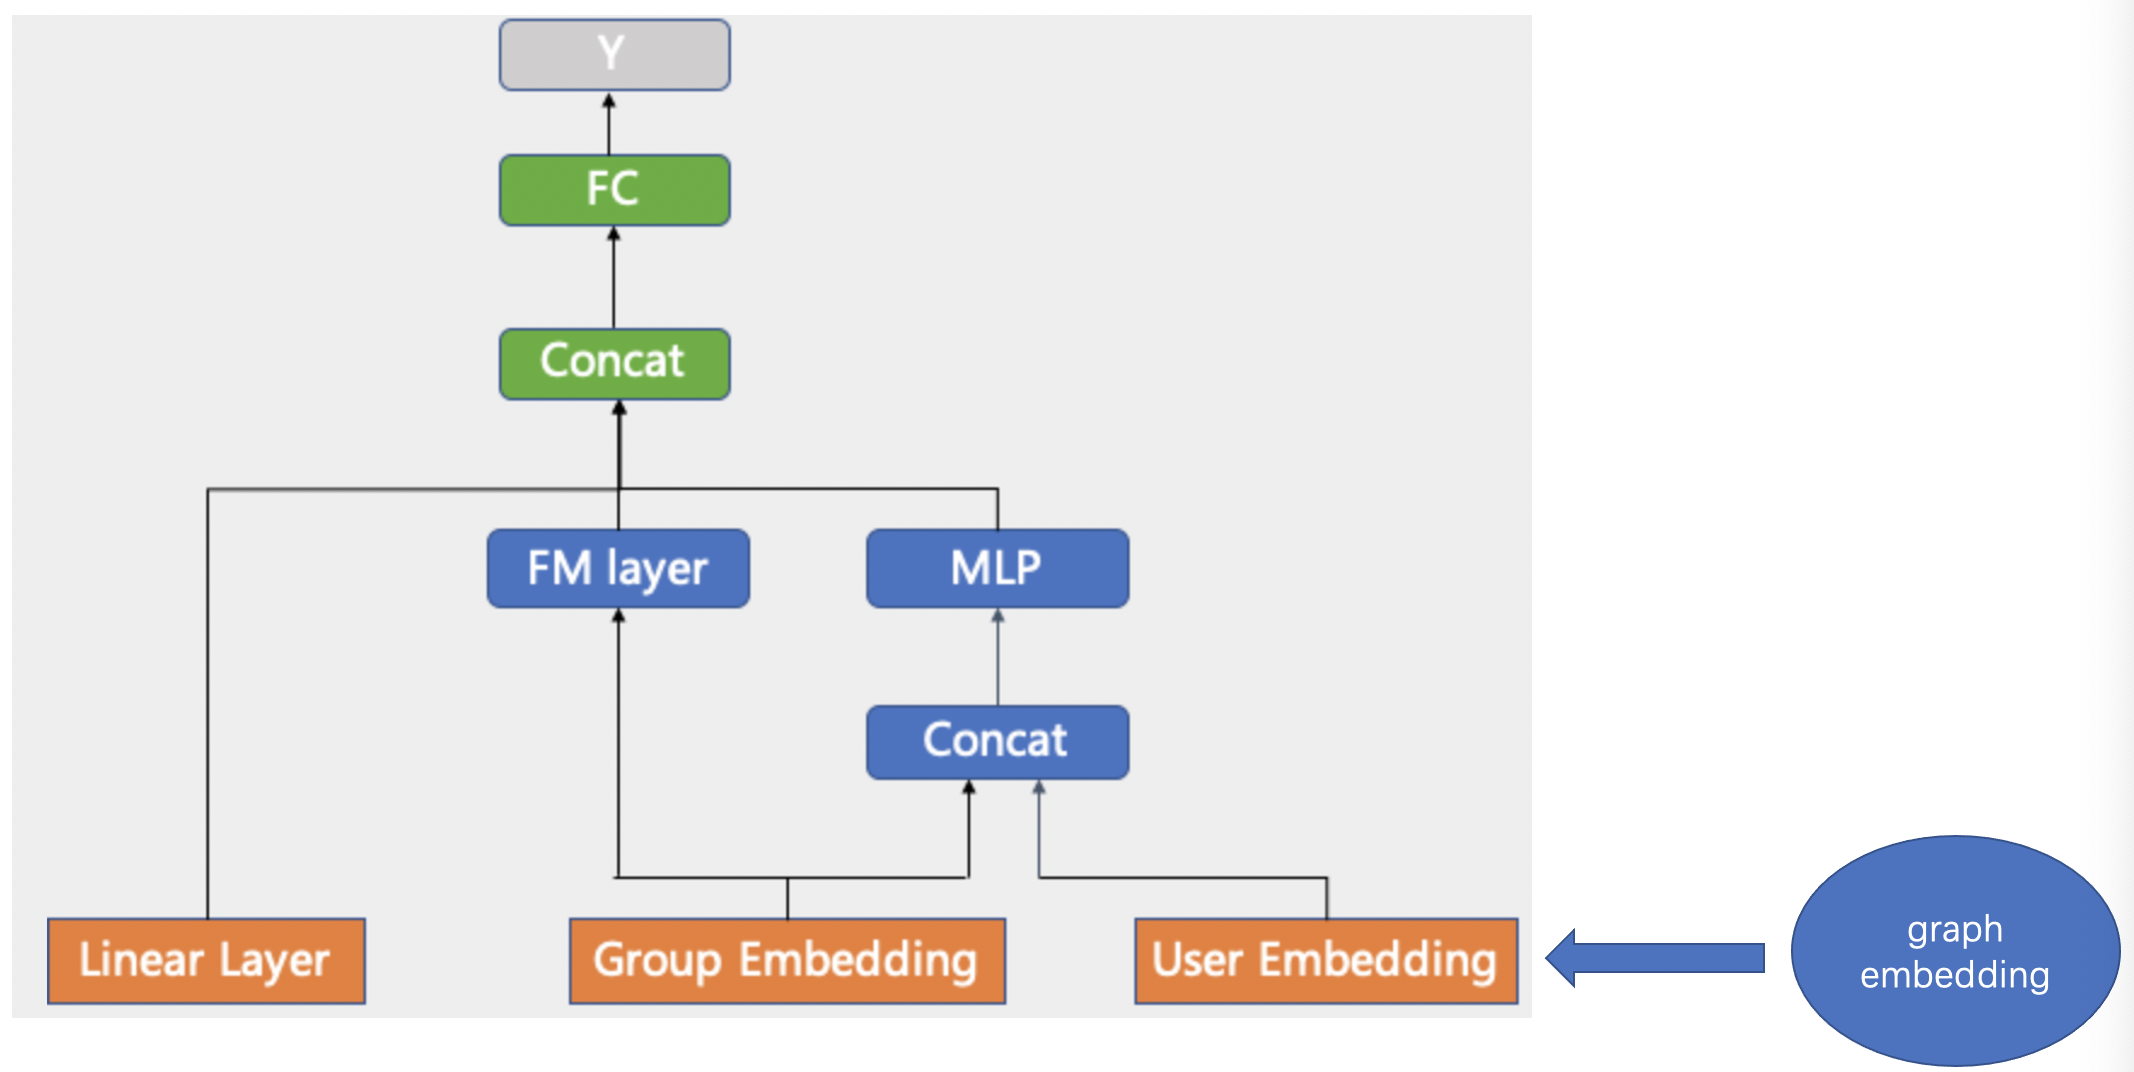 Y
FC
Concat
FM layer
MLP
Concat
Linear Layer
Group Embedding
User Embedding
graph
embedding